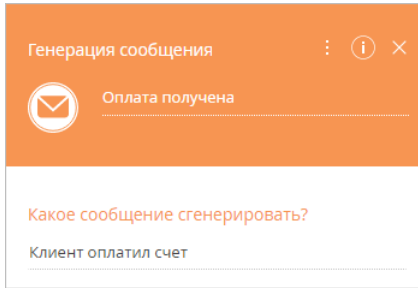 Генерация сообщения
Оплата получена
Какое сообщение сгенерировать?
Клиент оплатил счет